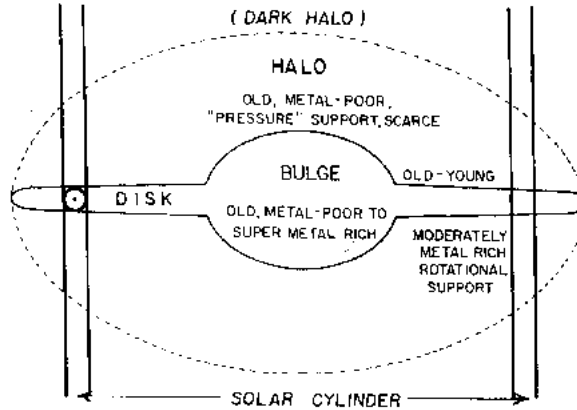 (DARK HALO)
HALO
OLD, METAL-POOR,
"PRESSURE" SUPPORT, SCARCE
BULGE
OLD-YOUNG
DISK
OLD, METAL-POOR TO
SUPER METAL RICH
MODERATELY
METAL RICH
ROTATIONAL
SUPPORT
SOLAR CYLINDER